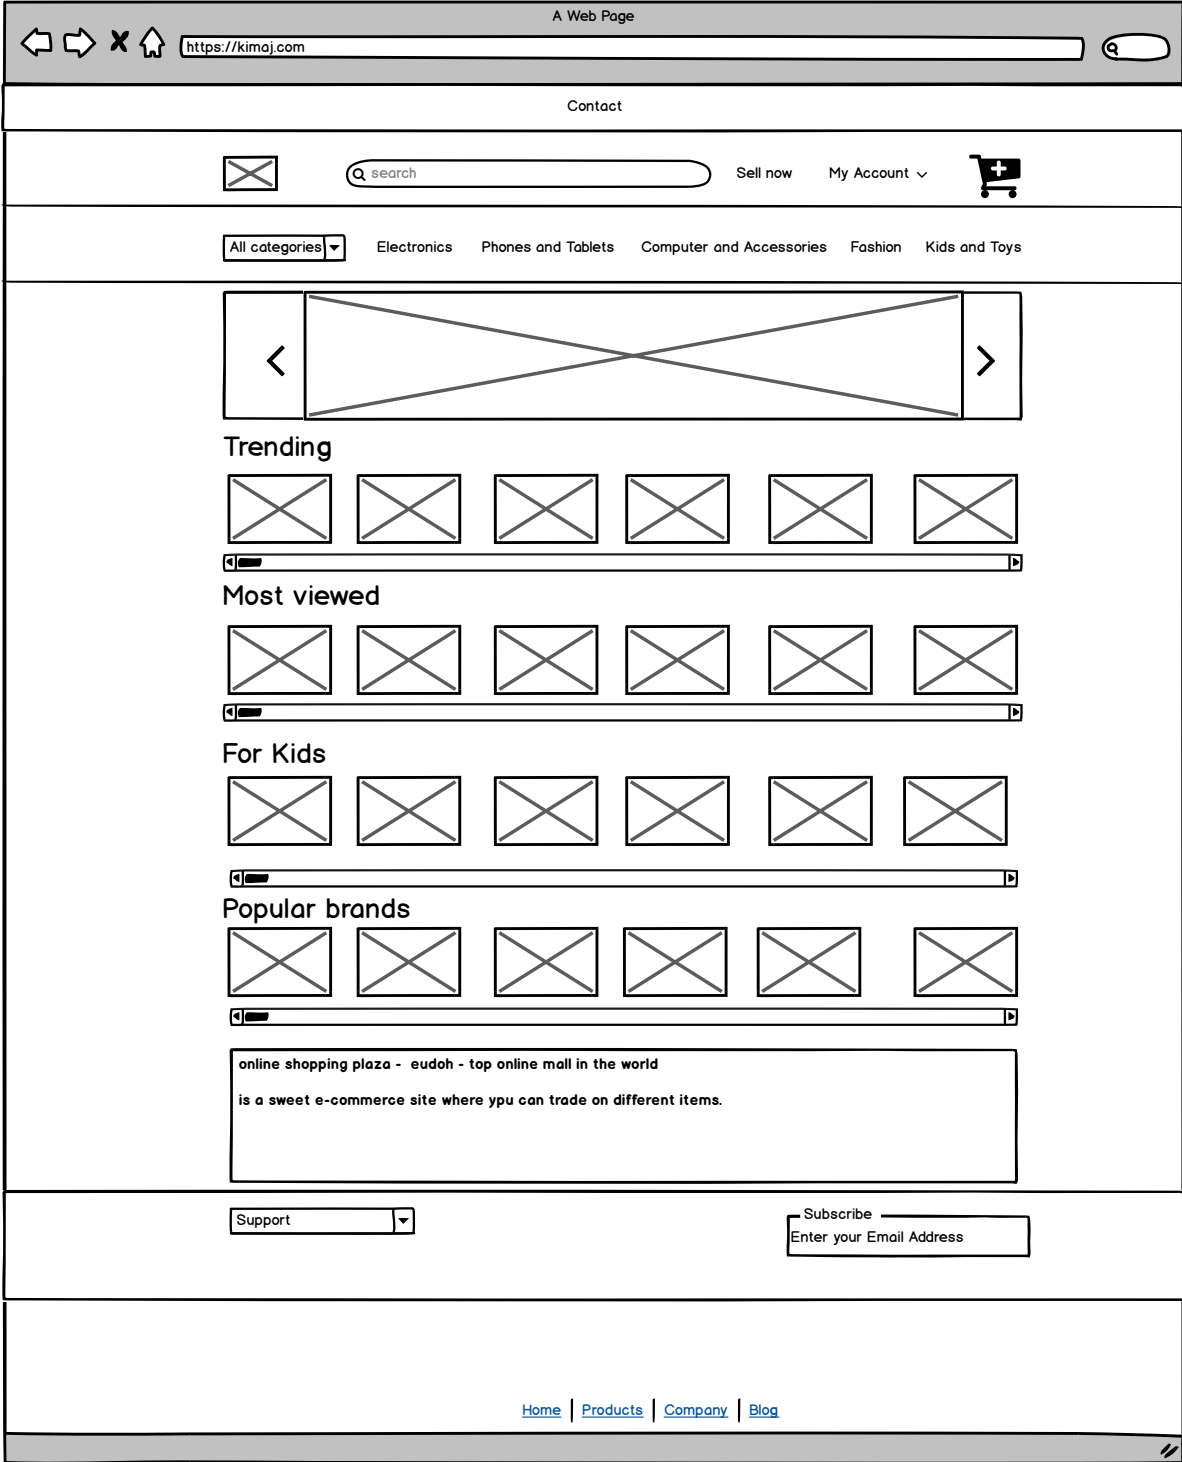 A Web Page
https://kimaj.com
Contact
search
Sell now
My Account
All categories
Electronics
Phones and Tablets
Computer and Accessories
Fashion
Kids and Toys
Trending
Most viewed
For Kids
Popular brands
online shopping plaza -  eudoh - top online mall in the world
is a sweet e-commerce site where ypu can trade on different items.
Support
Subscribe
Enter your Email Address
Home
Products
Company
Blog